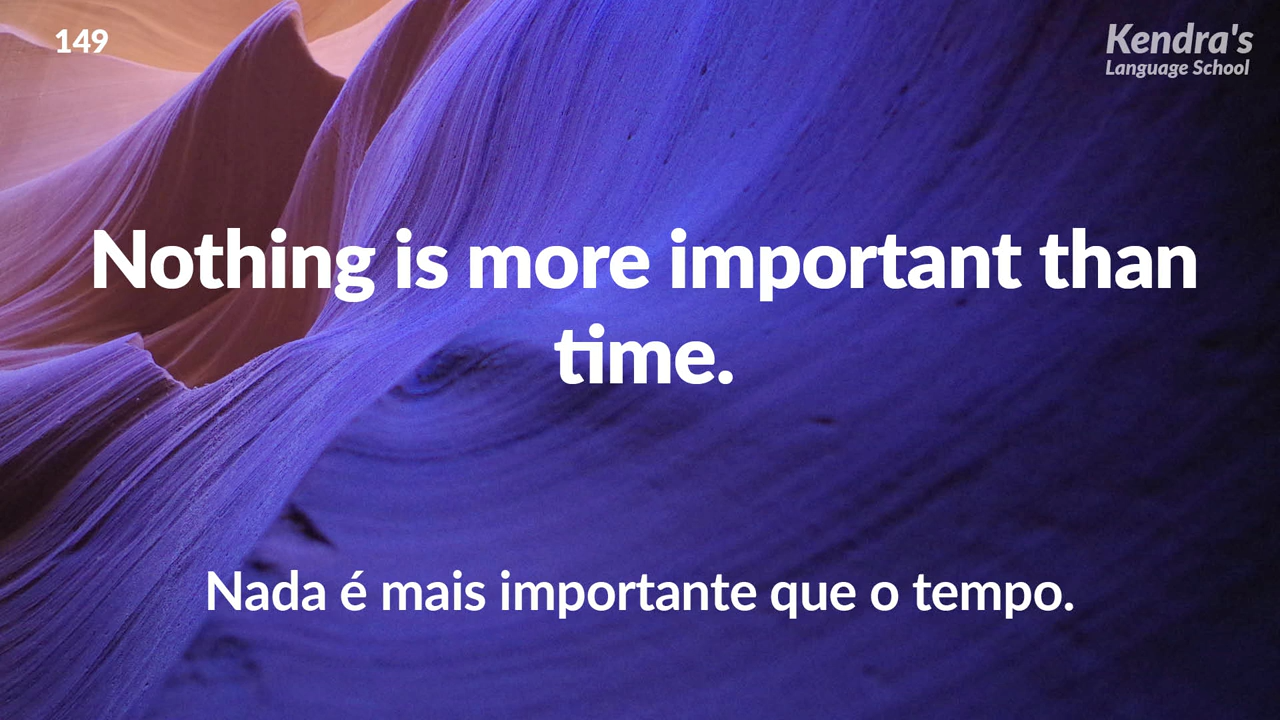 149
Kendra's
Language School
Nothing is more important than
time.
Nada é mais importante que o tempo.